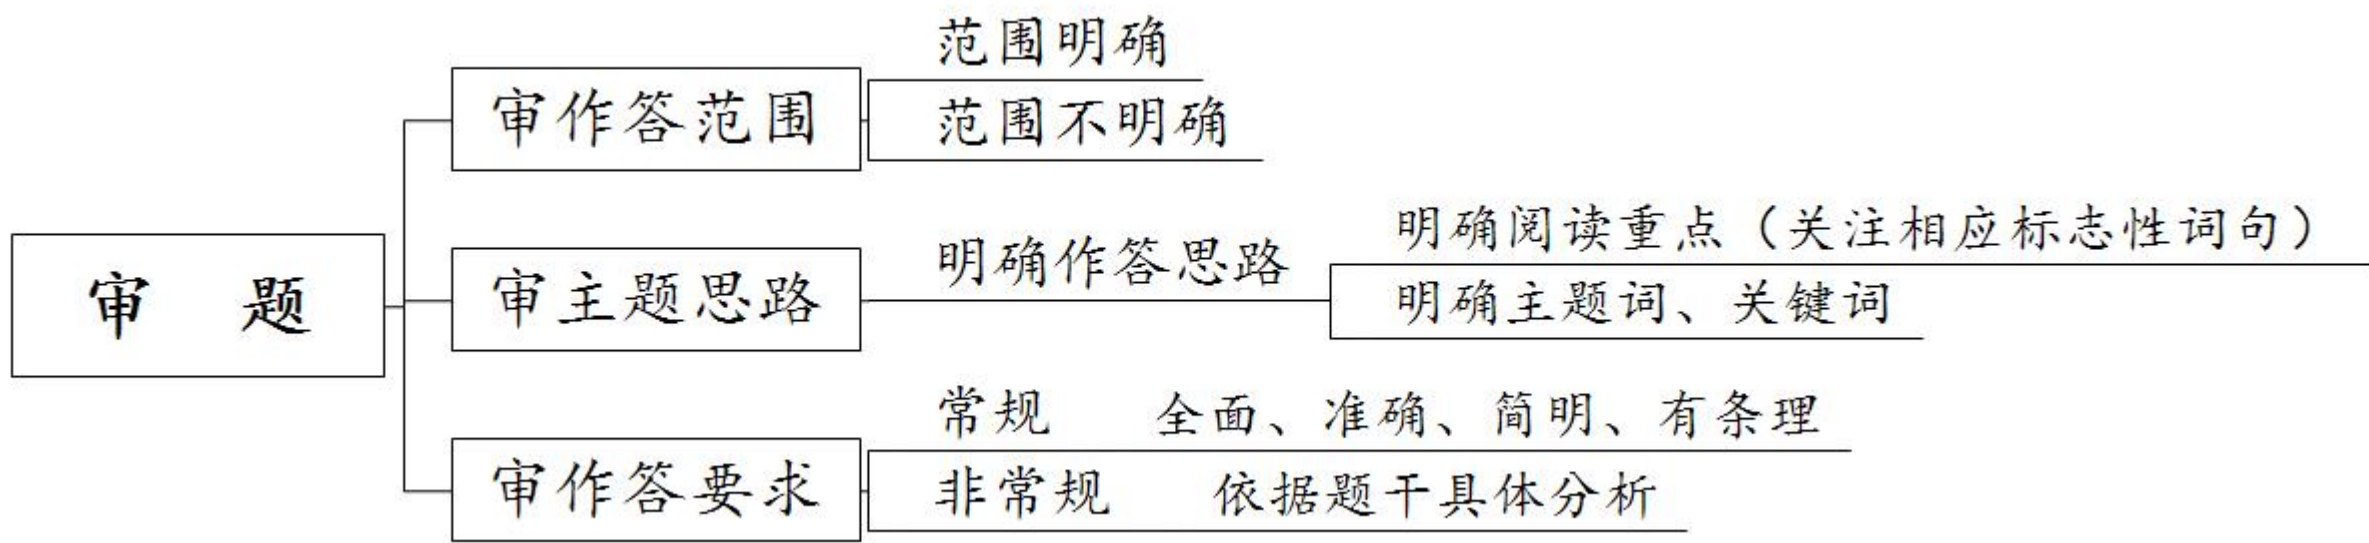 审 题
审作答范围
范围明确
范围不明确
审主题思路
明确作答思路
明确阅读重点（关注相应标志性词句）
明确主题词、关键词
审作答要求
常规 全面、准确、简明、有条理
非常规 依据题干具体分析